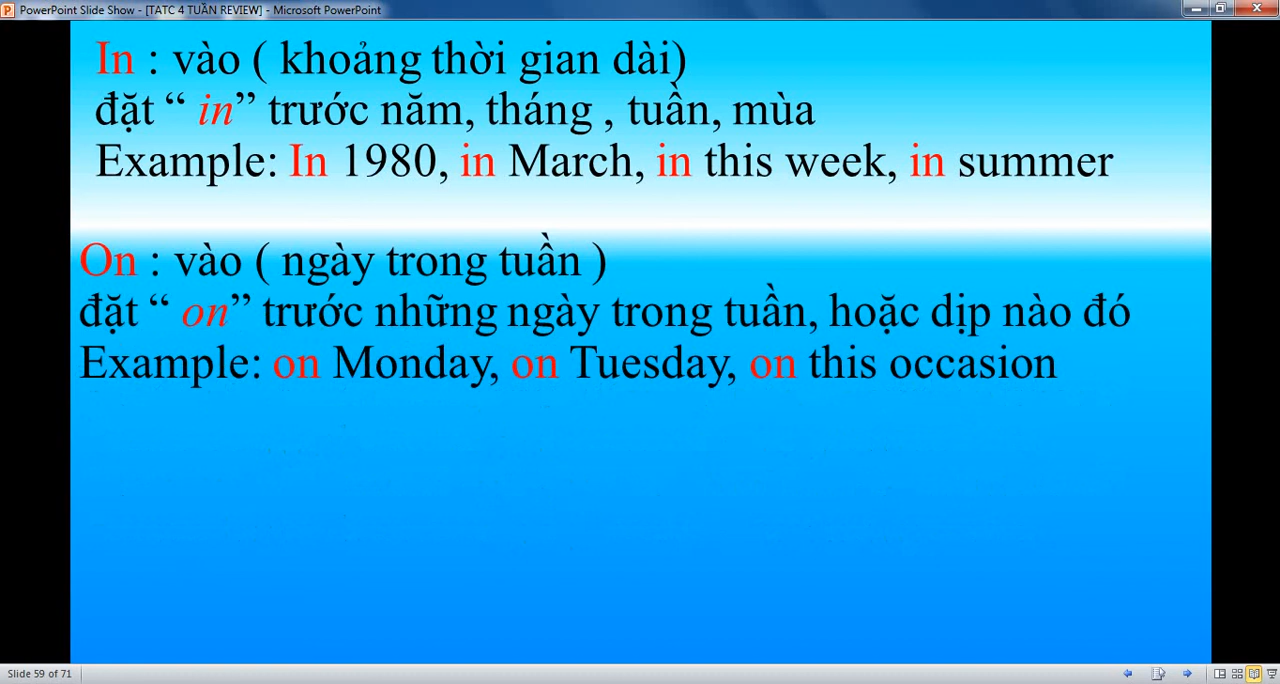 PowerPoint Slide Show - [TATC 4 TUẦN REVIEW] - Microsoft PowerPoint
In : vào ( khoảng thời gian dài)
đặt “ in” trước năm, tháng , tuần, mùa
Example: In 1980, in March, in this week, in summer
On : vào ( ngày trong tuần )
đặt “ on” trước những ngày trong tuần, hoặc dịp nào đó
Example: on Monday, on Tuesday, on this occasion
Slide 59 of 71